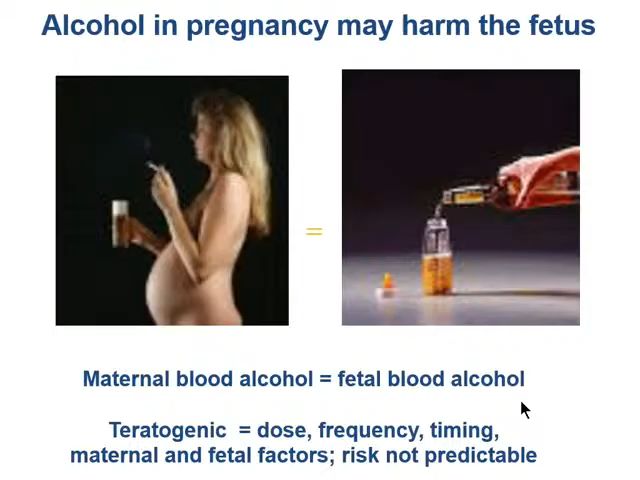 Alcohol in pregnancy may harm the fetus
=
Maternal blood alcohol = fetal blood alcohol
Teratogenic = dose, frequency, timing,
maternal and fetal factors; risk not predictable